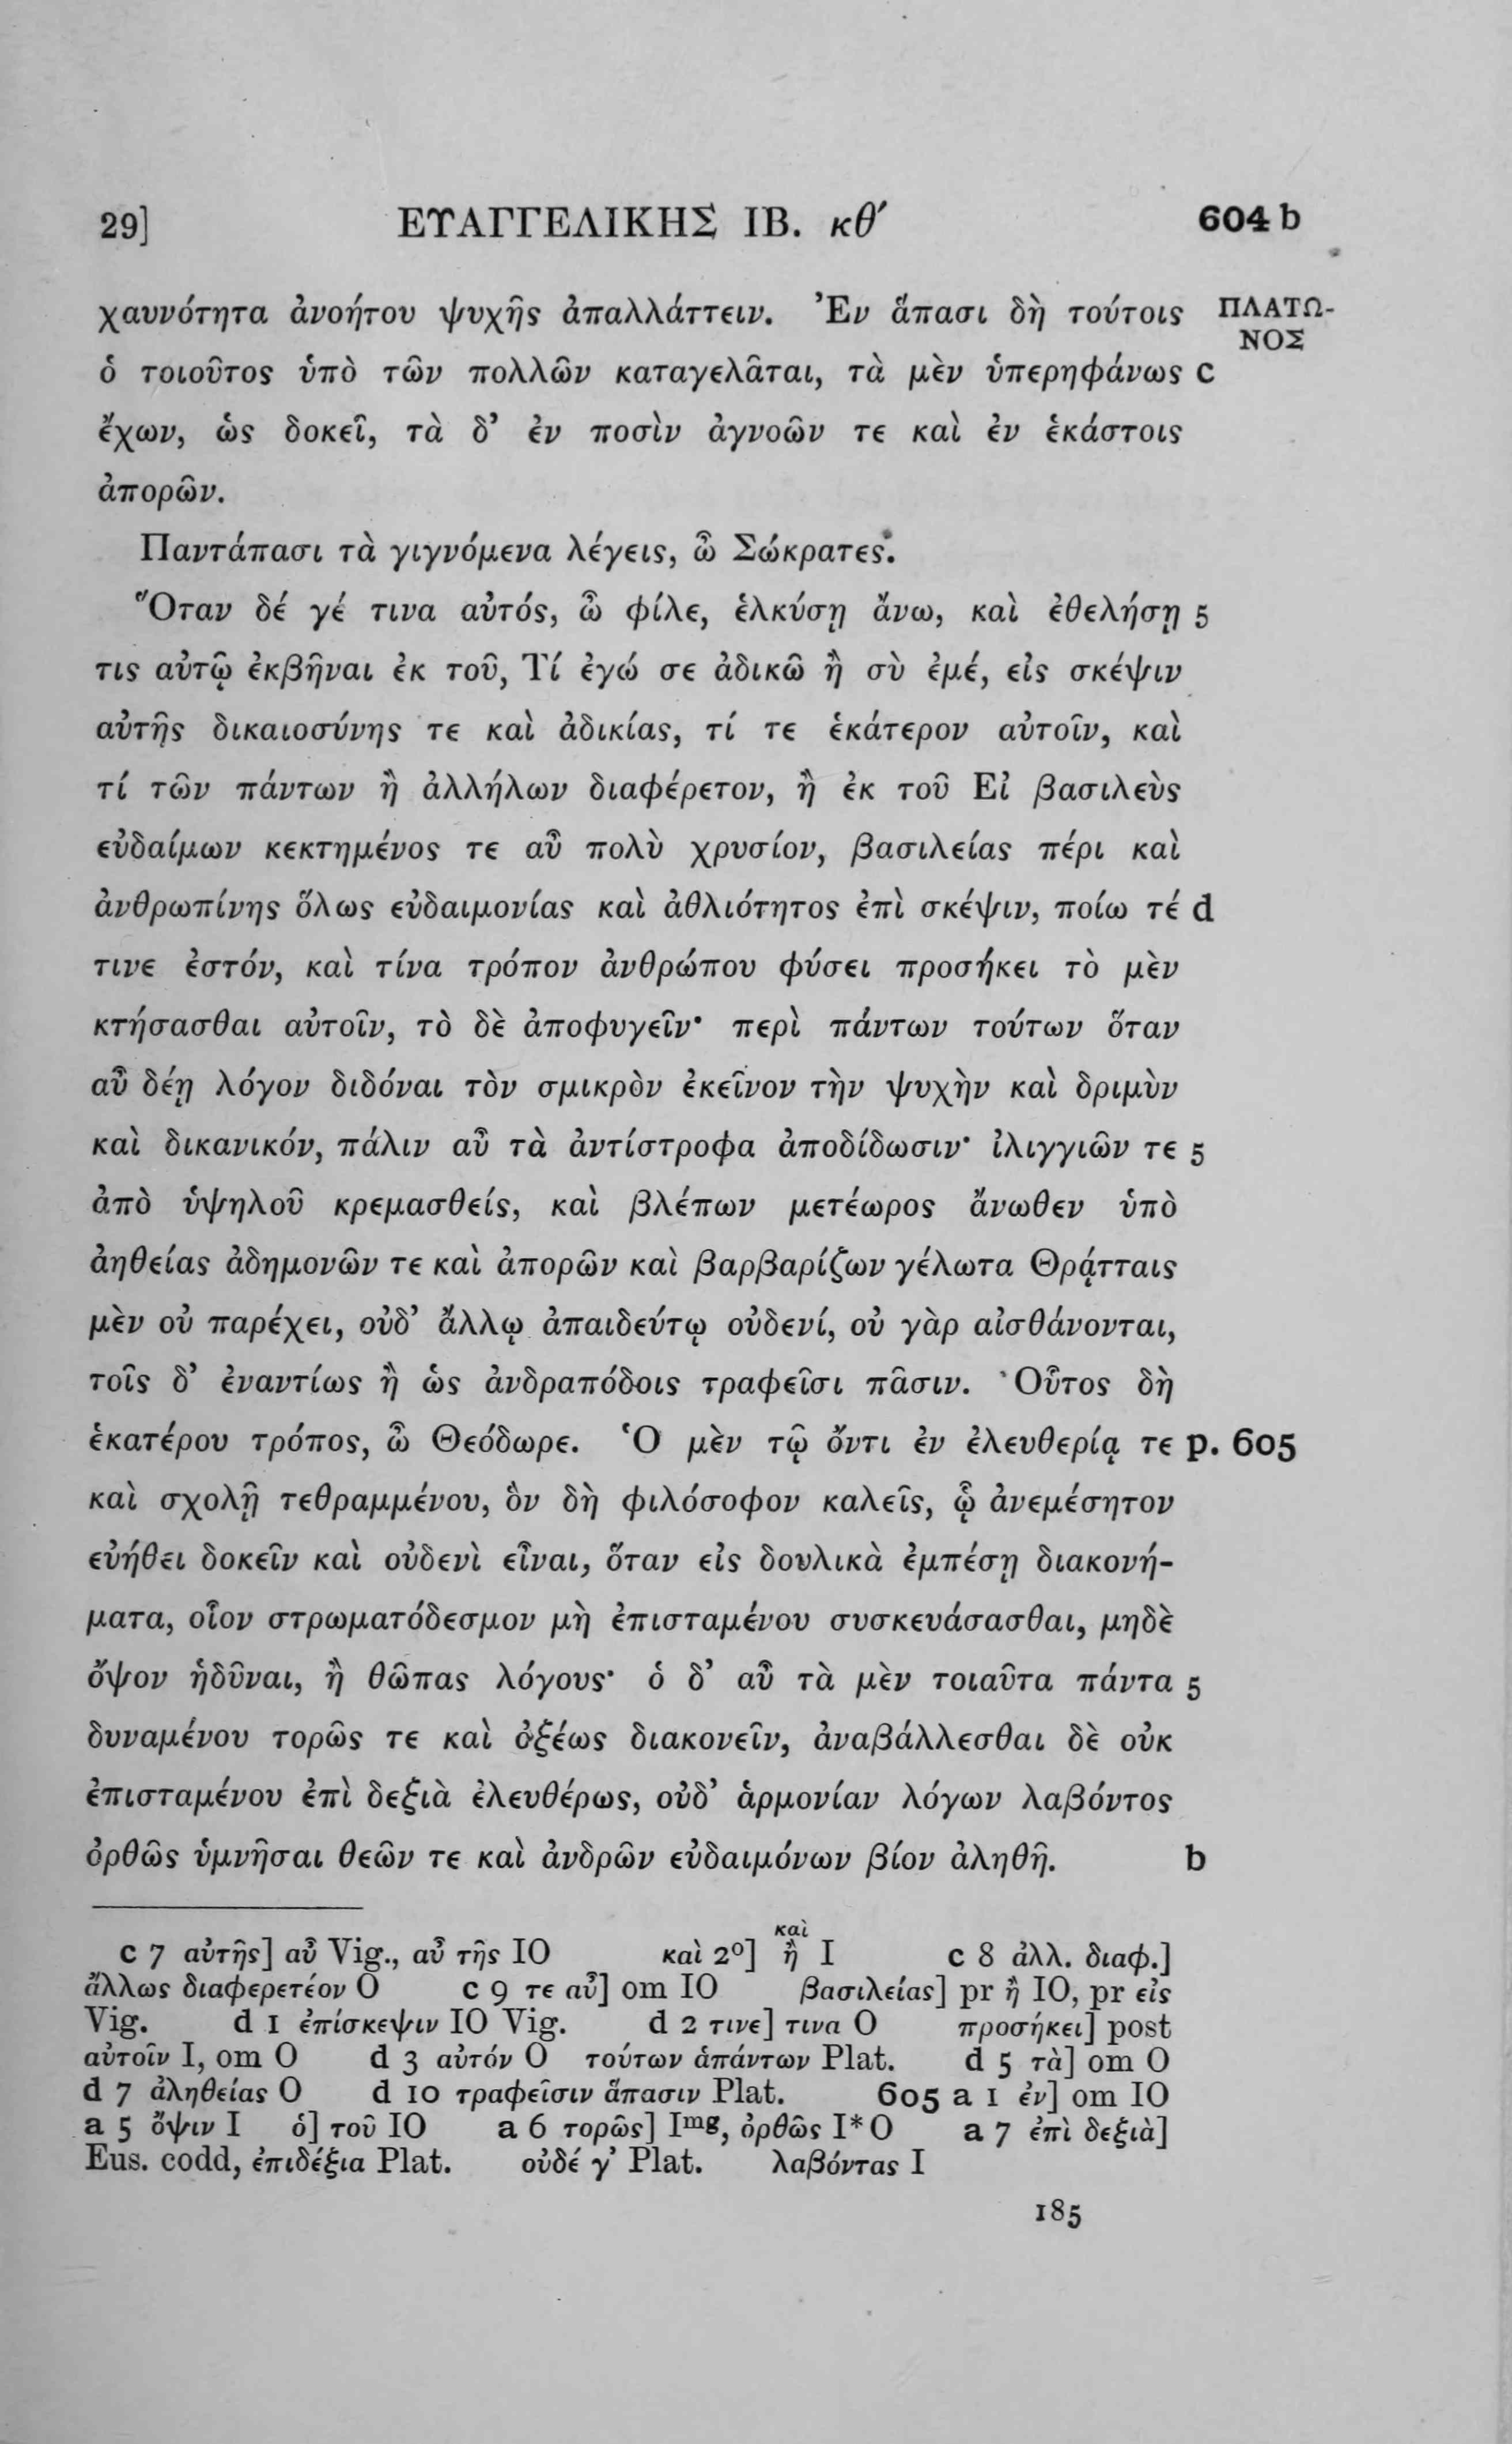 29] ΕΥΑΓΓΕΛΙΚΗΣ ΙΒ. κθ′ 604 b
χαυνότητα ἀνοήτου ψυχῆς ἀπαλλάττειν. Ἐν ἅπασι δὴ τούτοις ΠΛΑΤΩ-
ΝΟΣ
ὁ τοιοῦτος ὑπὸ τῶν πολλῶν καταγελᾶται, τὰ μὲν ὑπερηφάνως c
ἔχων, ὡς δοκεῖ, τὰ δ’ ἐν ποσὶν ἀγνοῶν τε καὶ ἐν ἑκάστοις
ἀπορῶν.
Παντάπασι τὰ γιγνόμενα λέγεις, ὦ Σώκρατες.
Ὅταν δέ γέ τινα αὐτός, ὦ φίλε, ἑλκύσῃ ἄνω, καὶ ἐθελήσῃ 5
τις αὐτῷ ἐκβῆναι ἐκ τοῦ, Τί ἐγώ σε ἀδικῶ ἢ σὺ ἐμέ, εἰς σκέψιν
αὐτῆς δικαιοσύνης τε καὶ ἀδικίας, τί τε ἑκάτερον αὐτοῖν, καὶ
τί τῶν πάντων ἢ ἀλλήλων διαφέρετον, ἢ ἐκ τοῦ Εἰ βασιλεὺς
εὐδαίμων κεκτημένος τε αὖ πολὺ χρυσίον, βασιλείας πέρι καὶ
ἀνθρωπίνης ὅλως εὐδαιμονίας καὶ ἀθλιότητος ἐπὶ σκέψιν, ποίω τέ d
τινε ἐστόν, καὶ τίνα τρόπον ἀνθρώπου φύσει προσήκει τὸ μὲν
κτήσασθαι αὐτοῖν, τὸ δὲ ἀποφυγεῖν· περὶ πάντων τούτων ὅταν
αὖ δέῃ λόγον διδόναι τὸν σμικρὸν ἐκεῖνον τὴν ψυχὴν καὶ δριμὺν
καὶ δικανικόν, πάλιν αὖ τὰ ἀντίστροφα ἀποδίδωσιν· ἰλιγγιῶν τε 5
ἀπὸ ὑψηλοῦ κρεμασθείς, καὶ βλέπων μετέωρος ἄνωθεν ὑπὸ
ἀηθείας ἀδημονῶν τε καὶ ἀπορῶν καὶ βαρβαρίζων γέλωτα Θρᾴτταις
μὲν οὐ παρέχει, οὐδ’ ἄλλῳ ἀπαιδεύτῳ οὐδενί, οὐ γὰρ αἰσθάνονται,
τοῖς δ’ ἐναντίως ἢ ὡς ἀνδραπόδοις τραφεῖσι πᾶσιν. Οὗτος δὴ
ἑκατέρου τρόπος, ὦ Θεόδωρε. Ὁ μὲν τῷ ὄντι ἐν ἐλευθερίᾳ τε p. 605
καὶ σχολῇ τεθραμμένου, ὃν δὴ φιλόσοφον καλεῖς, ᾧ ἀνεμέσητον
εὐήθει δοκεῖν καὶ οὐδενὶ εἶναι, ὅταν εἰς δουλικὰ ἐμπέσῃ διακονή-
ματα, οἷον στρωματόδεσμον μὴ ἐπισταμένου συσκευάσασθαι, μηδὲ
ὄψον ἡδῦναι, ἢ θῶπας λόγους· ὁ δ’ αὖ τὰ μὲν τοιαῦτα πάντα 5
δυναμένου τορῶς τε καὶ ὀξέως διακονεῖν, ἀναβάλλεσθαι δὲ οὐκ
ἐπισταμένου ἐπὶ δεξιὰ ἐλευθέρως, οὐδ’ ἁρμονίαν λόγων λαβόντος
ὀρθῶς ὑμνῆσαι θεῶν τε καὶ ἀνδρῶν εὐδαιμόνων βίον ἀληθῆ. b
καὶ
c 7 αὐτῆς] αὖ Vig., αὖ τῆς IO καὶ 2⁰] ἢ I c 8 ἀλλ. διαφ.]
ἄλλως διαφερετέον O c 9 τε αὖ] om IO βασιλείας] pr ἢ IO, pr εἰς
Vig. d 1 ἐπίσκεψιν IO Vig. d 2 τινε] τινα O προσήκει] post
αὐτοῖν I, om O d 3 αὐτόν O τούτων ἁπάντων Plat. d 5 τὰ] om O
d 7 ἀληθείας O d 10 τραφεῖσιν ἅπασιν Plat. 605 a 1 ἐν] om IO
a 5 ὄψιν I ὁ] τοῦ IO a 6 τορῶς] Iᵐᵍ, ὀρθῶς I* O a 7 ἐπὶ δεξιὰ]
Eus. codd, ἐπιδέξια Plat. οὐδέ γ’ Plat. λαβόντας I
185